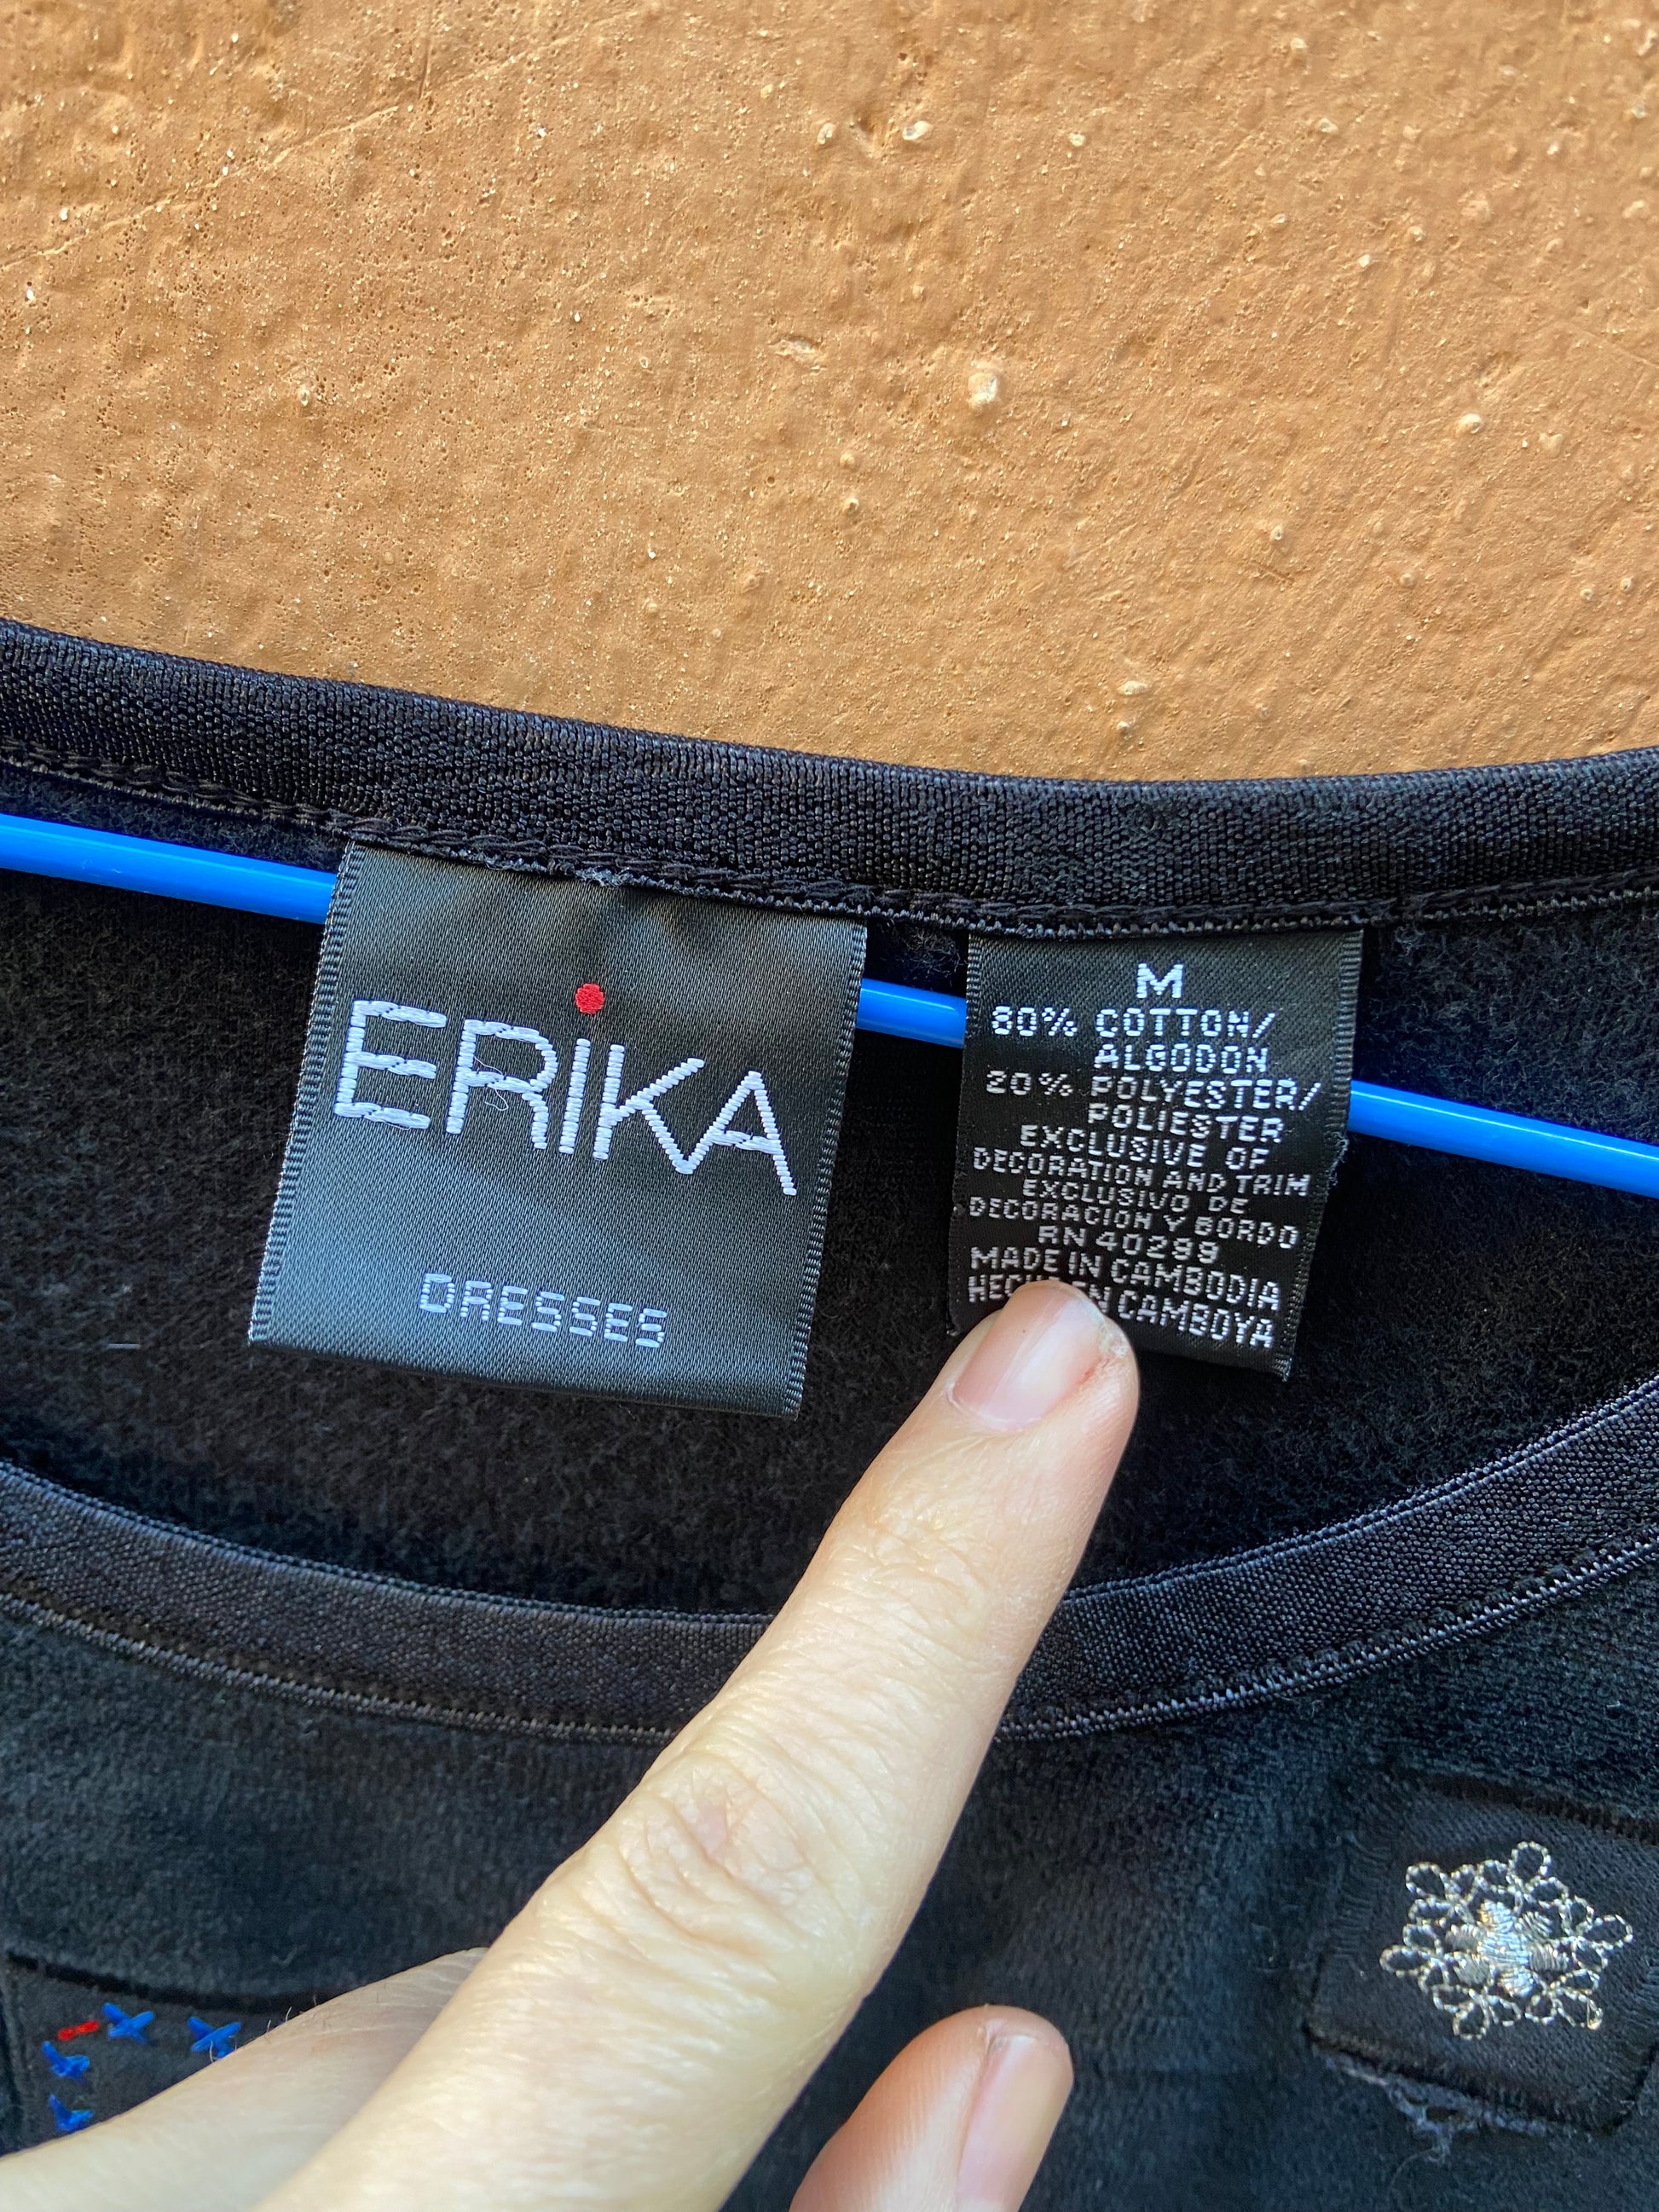 ERiKA
DRESSES
M
80% COTTON/
ALGODON
20% POLYESTER/
POLIESTER
EXCLUSIVE OF
DECORATION AND TRIM
EXCLUSIVO DE
DECORACION Y BORDO
RN 40299
MADE IN CAMBODIA
CAMBOYA